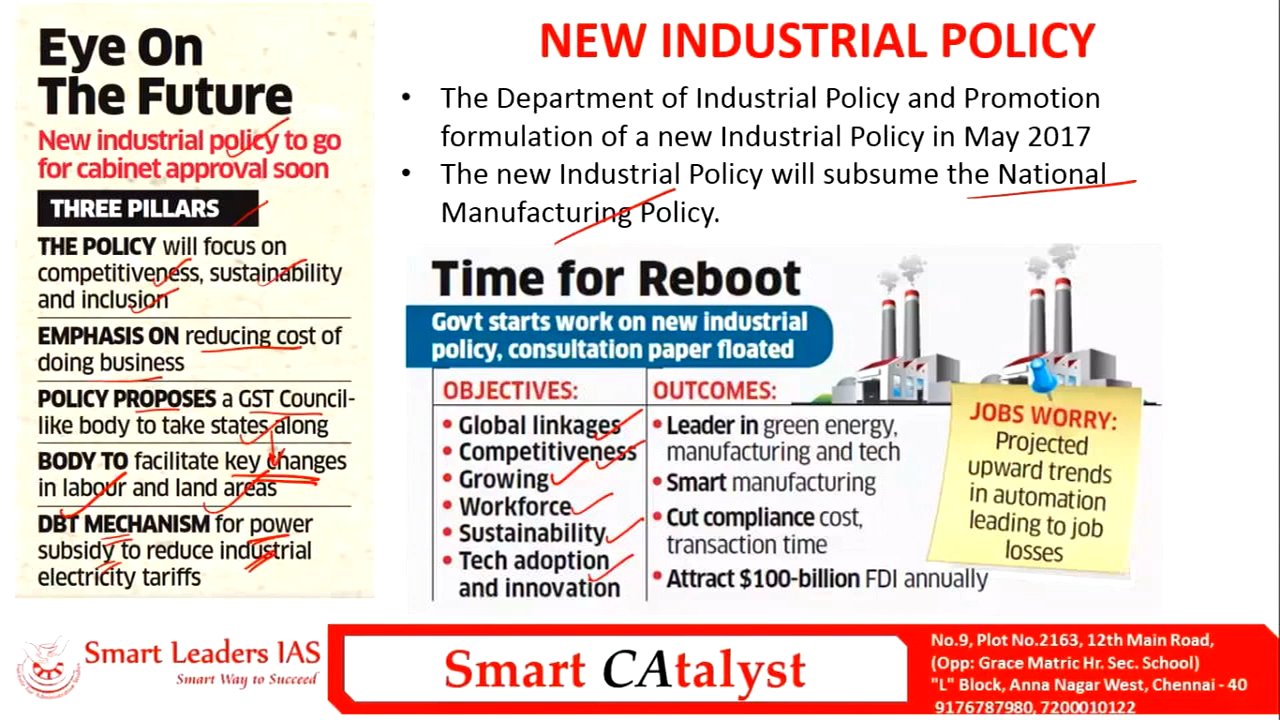 Eye On
The Future
New industrial policy to go
for cabinet approval soon
THREE PILLARS
THE POLICY will focus on
competitiveness, sustainability
and inclusion
EMPHASIS ON reducing cost of
doing business
POLICY PROPOSES a GST Council-
like body to take states along
BODY TO facilitate key changes
in labour and land areas
DBT MECHANISM for power
subsidy to reduce industrial
electricity tariffs
NEW INDUSTRIAL POLICY
• The Department of Industrial Policy and Promotion
formulation of a new Industrial Policy in May 2017
• The new Industrial Policy will subsume the National
Manufacturing Policy.
Time for Reboot
Govt starts work on new industrial
policy, consultation paper floated
OBJECTIVES:
• Global linkages
• Competitiveness
• Growing
• Workforce
• Sustainability
• Tech adoption
and innovation
OUTCOMES:
• Leader in green energy,
manufacturing and tech
• Smart manufacturing
• Cut compliance cost,
transaction time
• Attract $100-billion FDI annually
JOBS WORRY:
Projected
upward trends
in automation
leading to job
losses
Smart Leaders IAS
Smart Way to Succeed
Smart CAtalyst
No.9, Plot No.2163, 12th Main Road,
(Opp: Grace Matric Hr. Sec. School)
"L" Block, Anna Nagar West, Chennai - 40
9176787980, 7200010122